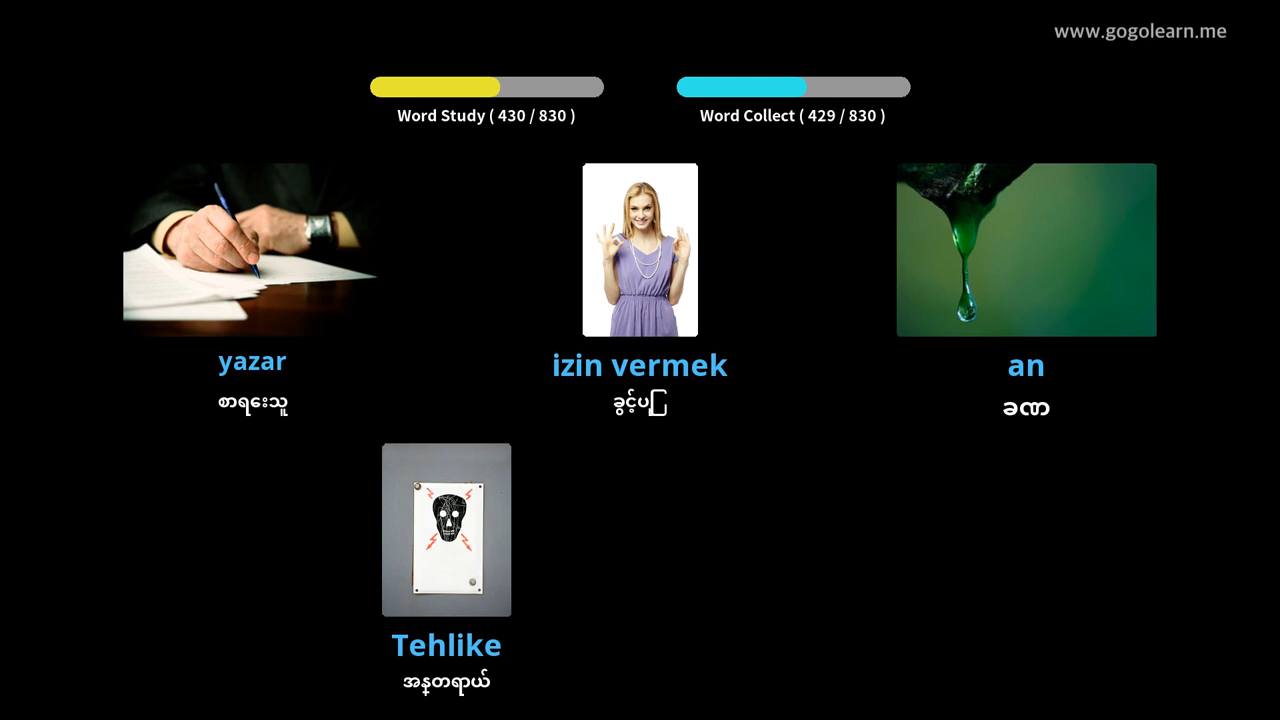 www.gogolearn.me
Word Study ( 430 / 830 )
Word Collect ( 429 / 830 )
yazar
စာရေးသူ
izin vermek
ခွင့်ပြု
an
ခဏ
Tehlike
အန္တရာယ်